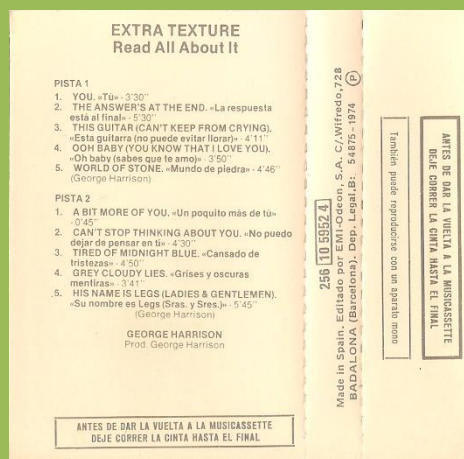 EXTRA TEXTURE
Read All About It
PISTA 1
1. YOU. «Tú» - 3'30"
2. THE ANSWER'S AT THE END. «La respuesta
está al final» - 5'30"
3. THIS GUITAR (CAN'T KEEP FROM CRYING).
«Esta guitarra (no puede evitar llorar)» - 4'11"
4. OOH BABY (YOU KNOW THAT I LOVE YOU).
«Oh baby (sabes que te amo)» - 3'50"
5. WORLD OF STONE. «Mundo de piedra» - 4'46"
(George Harrison)
PISTA 2
1. A BIT MORE OF YOU. «Un poquito más de tú»
- 0'45"
2. CAN'T STOP THINKING ABOUT YOU. «No puedo
dejar de pensar en ti» - 4'30"
3. TIRED OF MIDNIGHT BLUE. «Cansado de
tristezas» - 4'50"
4. GREY CLOUDY LIES. «Grises y oscuras
mentiras» - 3'41"
5. HIS NAME IS LEGS (LADIES & GENTLEMEN).
«Su nombre es Legs (Sras. y Sres.)» - 5'45"
(George Harrison)
GEORGE HARRISON
Prod. George Harrison
ANTES DE DAR LA VUELTA A LA MUSICASSETTE
DEJE CORRER LA CINTA HASTA EL FINAL
256 10 5952 4
Made in Spain. Editado por EMI-Odeon, S.A. C/.Wifredo,728
BADALONA (Barcelona). Dep. Legal.B: 54875-1974 Ⓟ
ANTES DE DAR LA VUELTA A LA MUSICASSETTE
DEJE CORRER LA CINTA HASTA EL FINAL
También puede reproducirse con un aparato mono